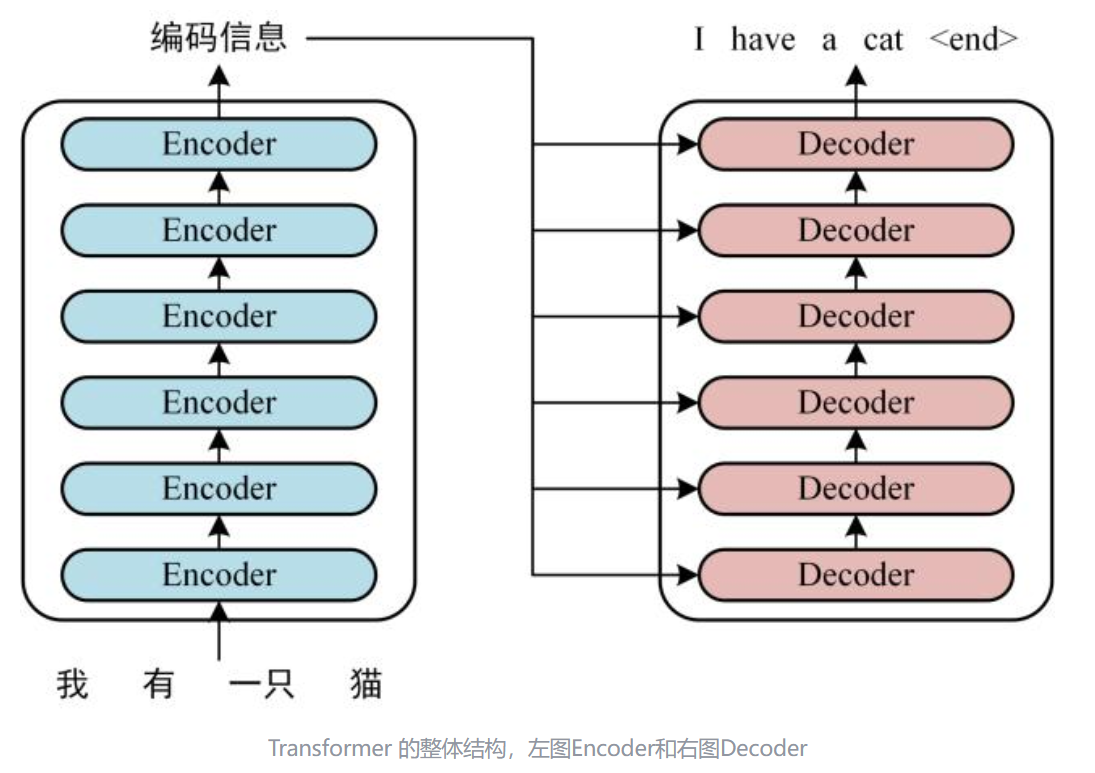 编码信息
I have a cat <end>
Encoder
Encoder
Encoder
Encoder
Encoder
Encoder
Decoder
Decoder
Decoder
Decoder
Decoder
Decoder
我 有 一只 猫
Transformer 的整体结构，左图Encoder和右图Decoder